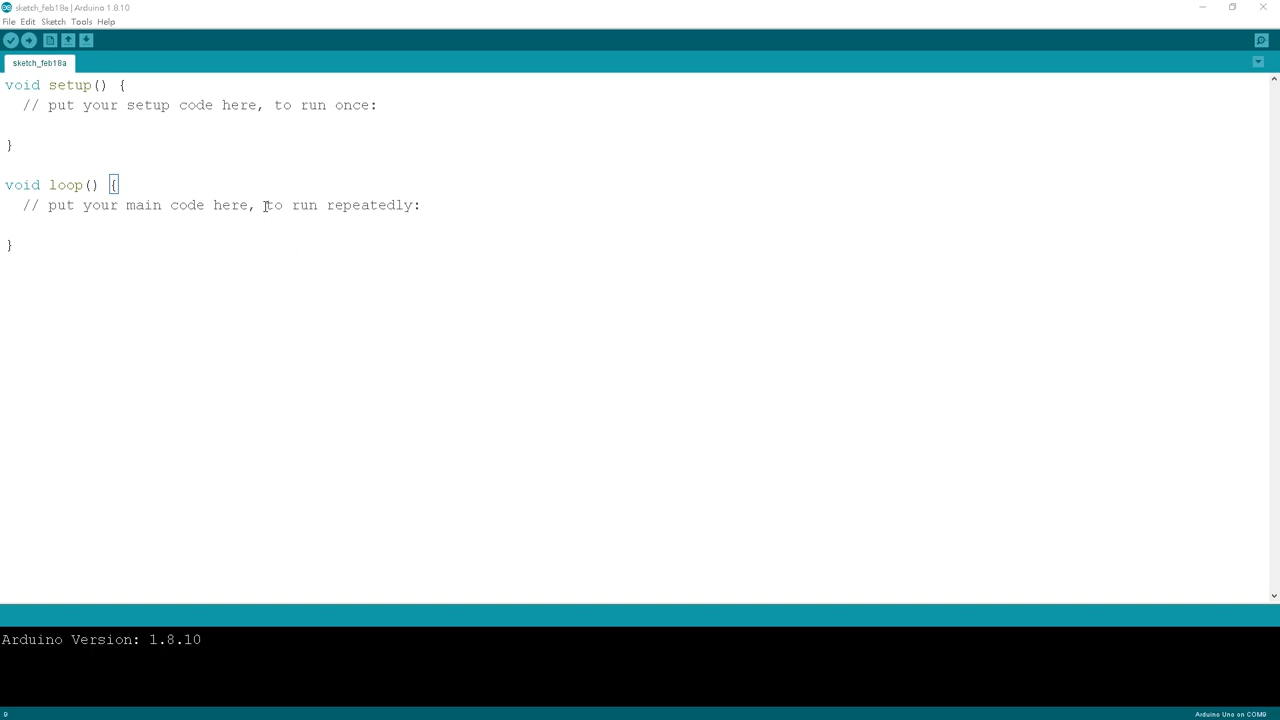 sketch_feb18a | Arduino 1.8.10
File Edit Sketch Tools Help
sketch_feb18a
void setup() {
  // put your setup code here, to run once:
}
void loop() {
  // put your main code here, to run repeatedly:
}
Arduino Version: 1.8.10
9 Arduino Uno on COM9